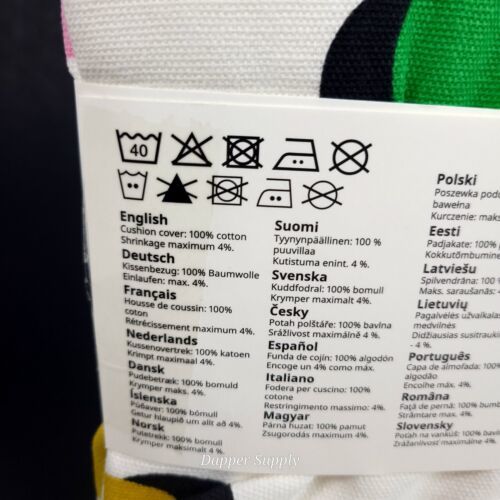 40
English
Cushion cover: 100% cotton
Shrinkage maximum 4%.
Deutsch
Kissenbezug: 100% Baumwolle
Einlaufen: max. 4%.
Français
Housse de coussin: 100%
coton
Rétrécissement maximum 4%.
Nederlands
Kussenovertrek: 100% katoen
Krimpt maximaal 4%.
Dansk
Pudebetræk: 100% bomuld
Krymper maks. 4%.
Íslenska
Púðaver: 100% bómull
Getur hlaupið um allt að 4%.
Norsk
Putetrekk: 100% bomull
Krymper maksimalt 4 %.
Suomi
Tyynynpäällinen: 100 %
puuvillaa
Kutistuma enint. 4 %.
Svenska
Kuddfodral: 100% bomull
Krymper maximalt 4%.
Česky
Potah polštáře: 100% bavlna
Srážlivost maximálně 4 %.
Español
Funda de cojín: 100% algodón
Encoge un 4% como máx.
Italiano
Fodera per cuscino: 100%
cotone
Restringimento massimo: 4%.
Magyar
Párna huzat: 100% pamut
Zsugorodás maximum 4%.
Polski
Poszewka
bawełna
Kurczenie: maks
Eesti
Padjakate: 100%
Kokkutõmbumine
Latviešu
Spilvendrāna: 100 %
Maks. saraušanās: 4
Lietuvių
Pagalvėlės užvalkalas
medvilnės
Didžiausias susitrauki
4 %.
Português
Capa de almofada: 100%
algodão
Encolhe máx. 4%.
Româna
Faţă de pernă: 100% bumb
Strâmtare max. 4%.
Slovensky
Poťah na vankúš: 100% bavln
Zrážanlivosť maximálne 4%.
Dapper Supply